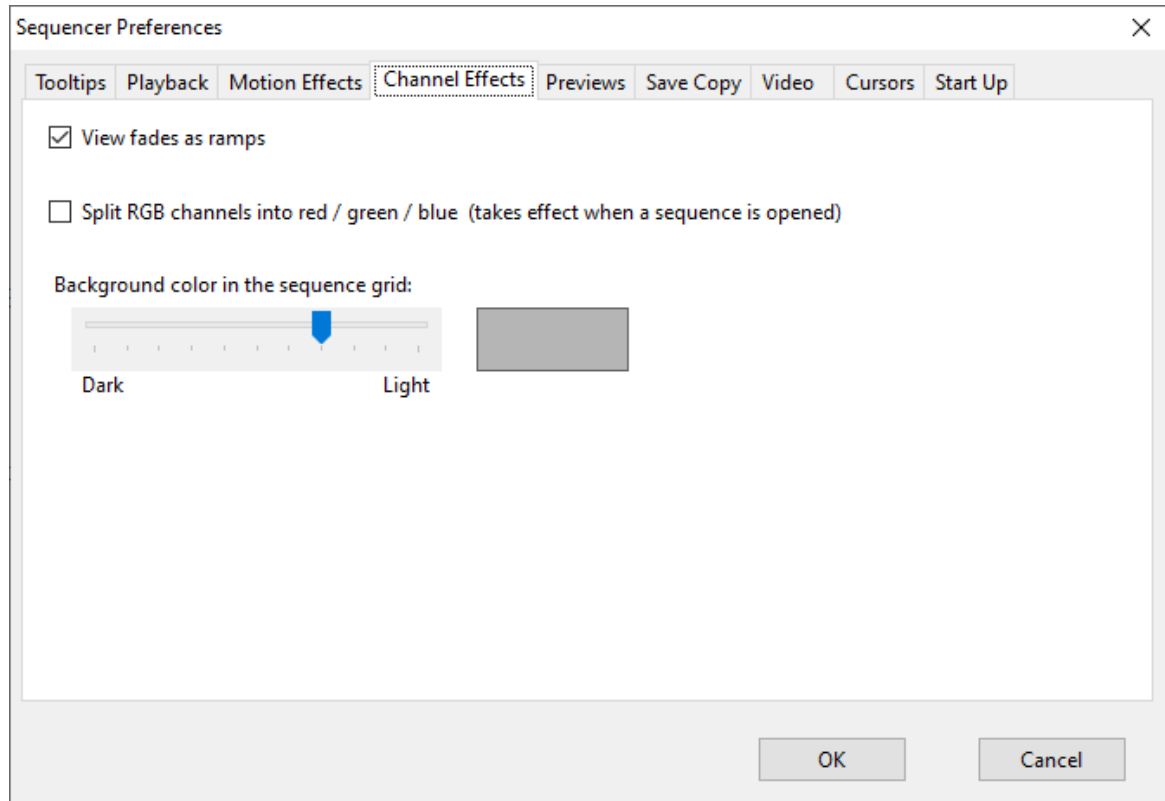 Sequencer Preferences
Tooltips Playback Motion Effects Channel Effects Previews Save Copy Video Cursors Start Up
View fades as ramps
Split RGB channels into red / green / blue (takes effect when a sequence is opened)
Background color in the sequence grid:
Dark Light
OK Cancel